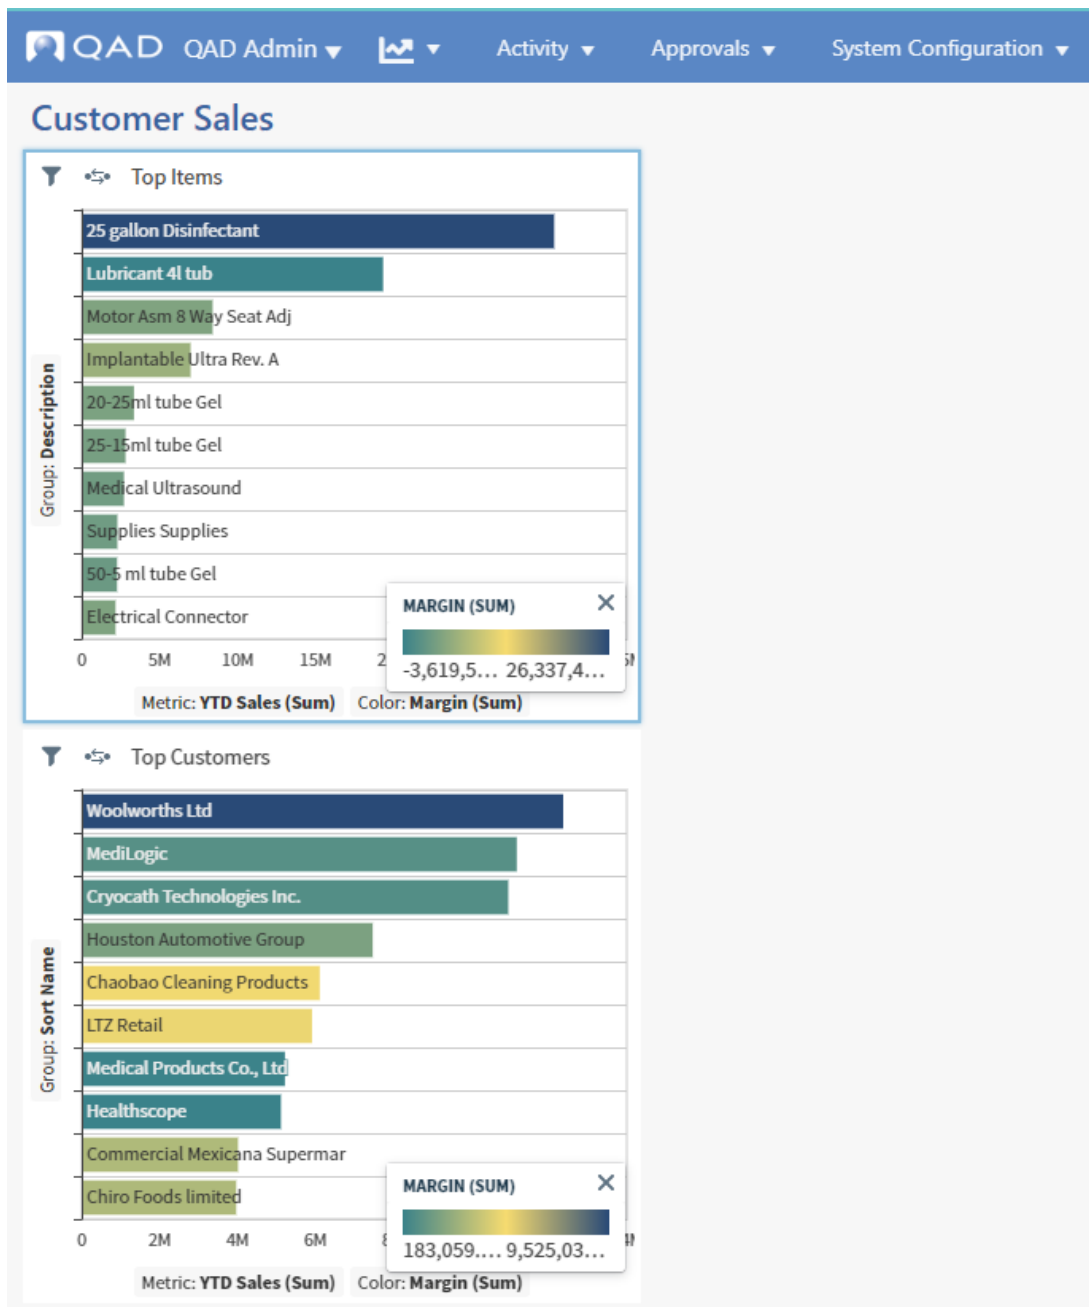 QAD QAD Admin Activity Approvals System Configuration
Customer Sales
Top Items
Group: Description
25 gallon Disinfectant
Lubricant 4l tub
Motor Asm 8 Way Seat Adj
Implantable Ultra Rev. A
20-25ml tube Gel
25-15ml tube Gel
Medical Ultrasound
Supplies Supplies
50-5 ml tube Gel
Electrical Connector
MARGIN (SUM)
-3,619,5... 26,337,4...
0 5M 10M 15M
Metric: YTD Sales (Sum) Color: Margin (Sum)
Top Customers
Group: Sort Name
Woolworths Ltd
MediLogic
Cryocath Technologies Inc.
Houston Automotive Group
Chaobao Cleaning Products
LTZ Retail
Medical Products Co., Ltd
Healthscope
Commercial Mexicana Supermar
Chiro Foods limited
MARGIN (SUM)
183,059.... 9,525,03...
0 2M 4M 6M
Metric: YTD Sales (Sum) Color: Margin (Sum)